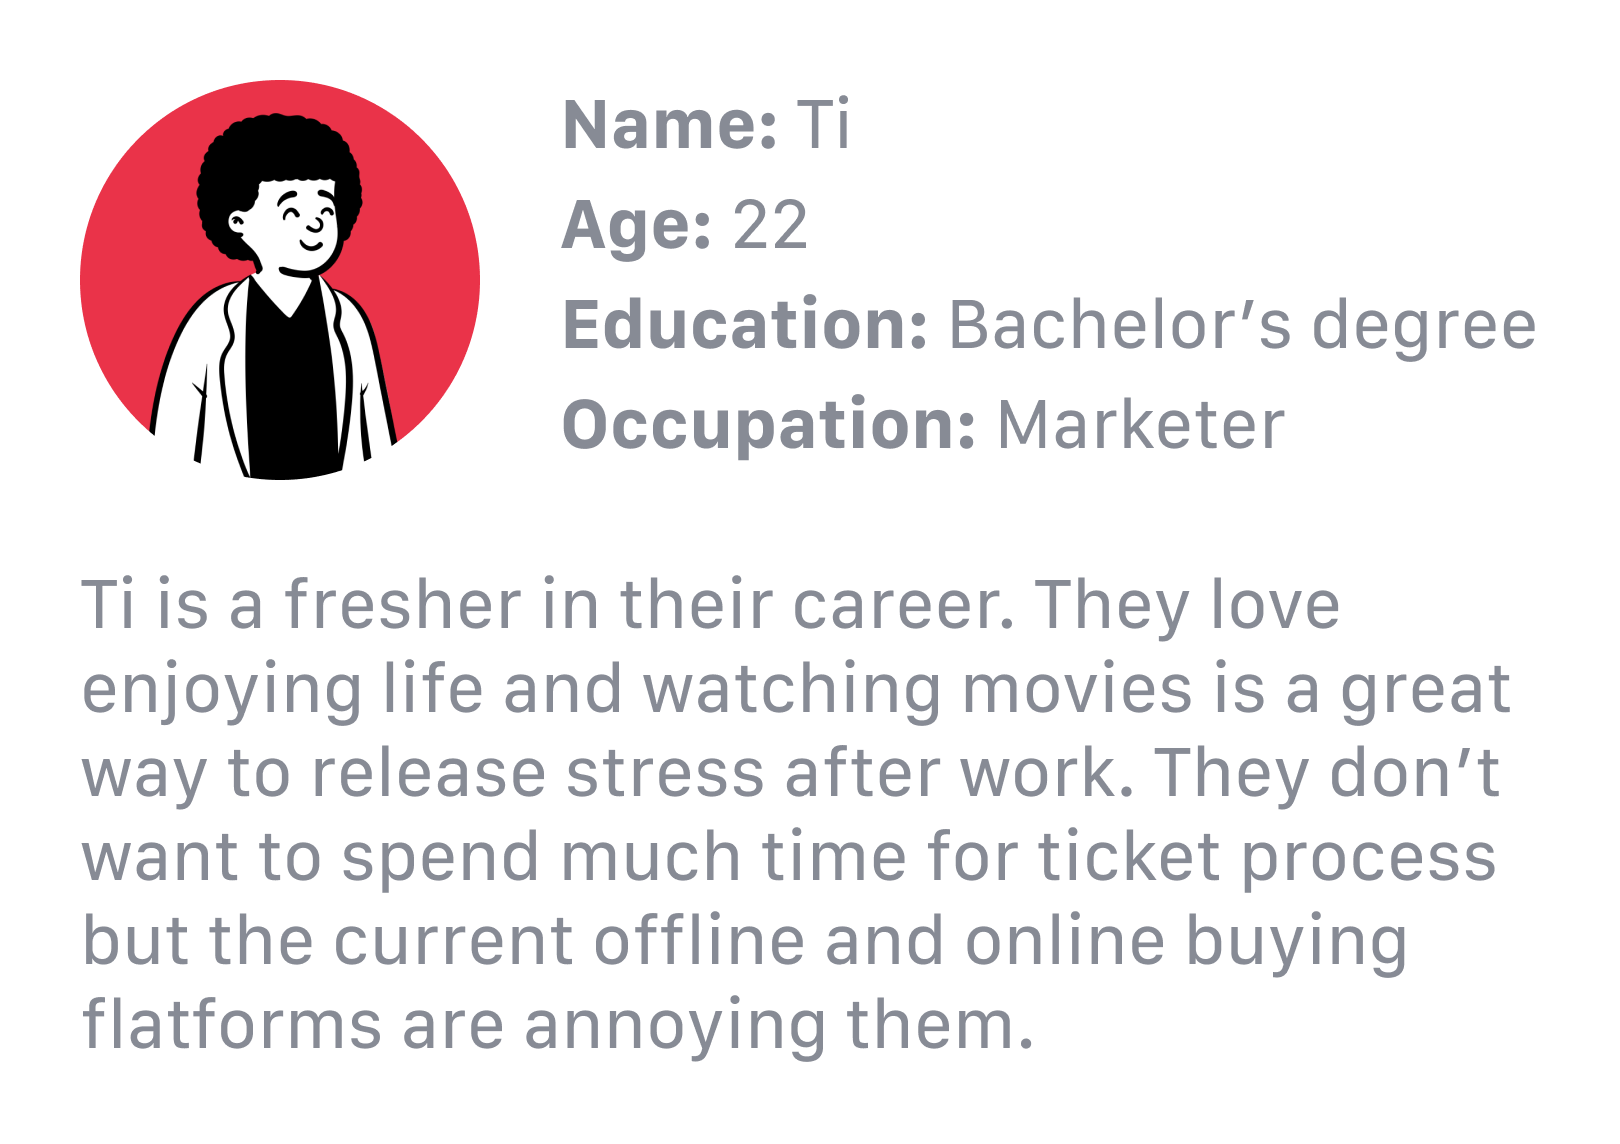 Name: Ti
Age: 22
Education: Bachelor’s degree
Occupation: Marketer
Ti is a fresher in their career. They love
enjoying life and watching movies is a great
way to release stress after work. They don’t
want to spend much time for ticket process
but the current offline and online buying
flatforms are annoying them.